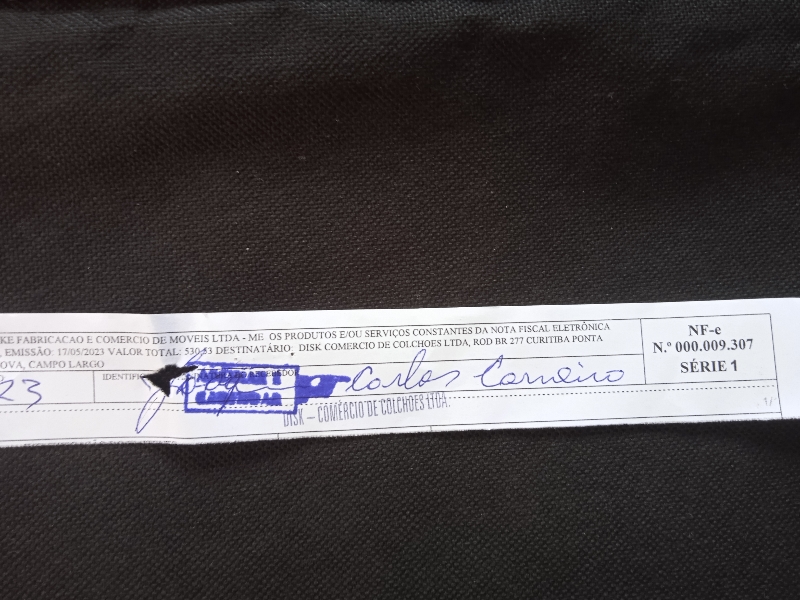 KE FABRICACAO E COMERCIO DE MOVEIS LTDA - ME OS PRODUTOS E/OU SERVIÇOS CONSTANTES DA NOTA FISCAL ELETRÔNICA
EMISSÃO: 17/05/2023 VALOR TOTAL: 530,53 DESTINATÁRIO: DISK COMERCIO DE COLCHOES LTDA, ROD BR 277 CURITIBA PONTA
OVA, CAMPO LARGO
NF-e
N.º 000.009.307
SÉRIE 1
23
IDENTIFIC
Carlos Carneiro
DISK – COMÉRCIO DE COLCHÕES LTDA.